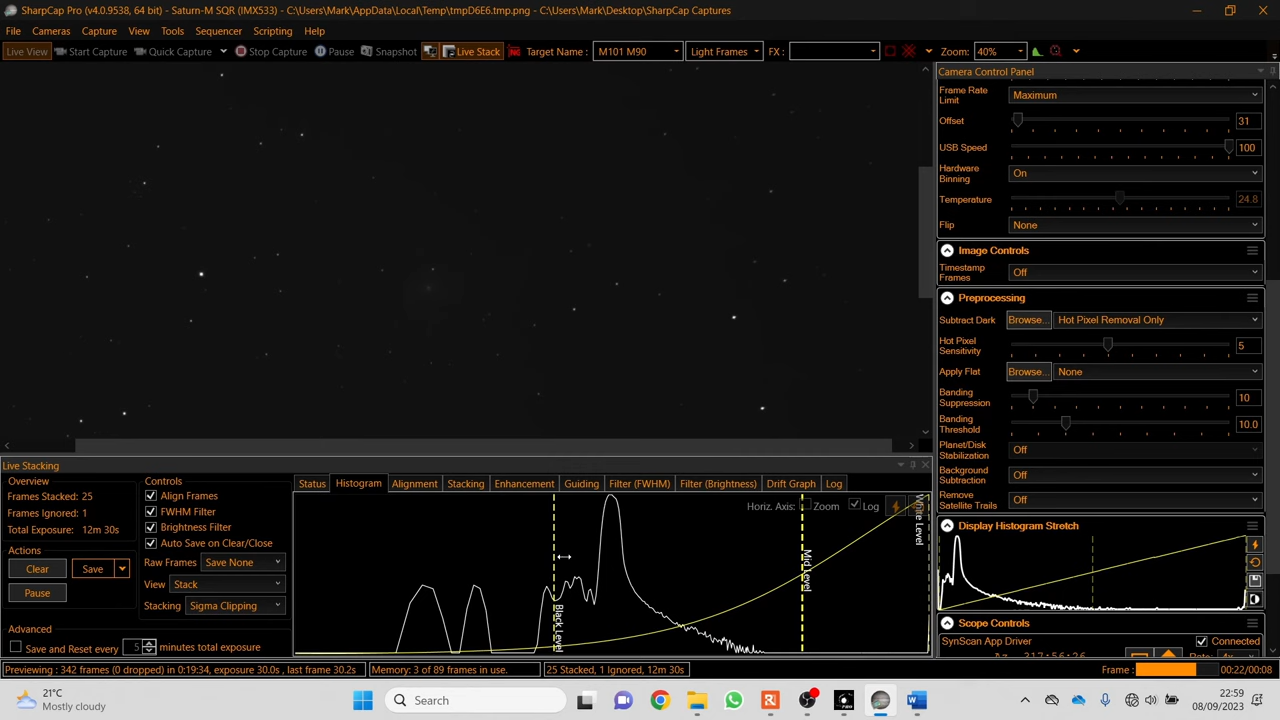 SharpCap Pro (v4.0.9538, 64 bit) - Saturn-M SQR (IMX533) - C:\Users\Mark\AppData\Local\Temp\tmpD6E6.tmp.png - C:\Users\Mark\Desktop\SharpCap Captures
File Cameras Capture View Tools Sequencer Scripting Help
Live View Start Capture Quick Capture Stop Capture Pause Snapshot Live Stack Target Name : M101 M90 Light Frames FX : Zoom: 40%
Camera Control Panel
Frame Rate Limit Maximum
Offset 31
USB Speed 100
Hardware Binning On
Temperature 24.8
Flip None
Image Controls
Timestamp Frames Off
Preprocessing
Subtract Dark Browse... Hot Pixel Removal Only
Hot Pixel Sensitivity 5
Apply Flat Browse... None
Banding Suppression 10
Banding Threshold 10.0
Planet/Disk Stabilization Off
Background Subtraction Off
Remove Satellite Trails Off
Display Histogram Stretch
Scope Controls
SynScan App Driver Connected
Live Stacking
Overview
Frames Stacked: 25
Frames Ignored: 1
Total Exposure: 12m 30s
Actions
Clear Save
Pause
Controls
Align Frames
FWHM Filter
Brightness Filter
Auto Save on Clear/Close
Raw Frames Save None
View Stack
Stacking Sigma Clipping
Advanced
Save and Reset every 5 minutes total exposure
Status Histogram Alignment Stacking Enhancement Guiding Filter (FWHM) Filter (Brightness) Drift Graph Log
Horiz. Axis: Zoom Log
Black Level
Mid Level
White Level
Previewing : 342 frames (0 dropped) in 0:19:34, exposure 30.0s , last frame 30.2s Memory: 3 of 89 frames in use. 25 Stacked, 1 Ignored, 12m 30s Frame : 00:22/00:08
21°C
Mostly cloudy
Search
22:59
08/09/2023